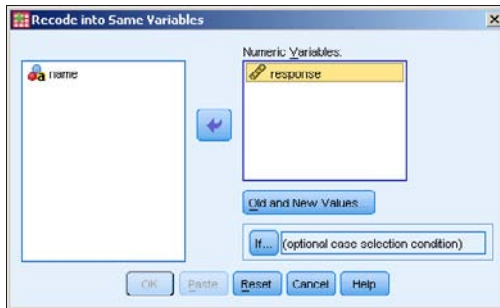 Recode into Same Variables
Numeric Variables:
name
response
Old and New Values...
If... (optional case selection condition)
OK Paste Reset Cancel Help